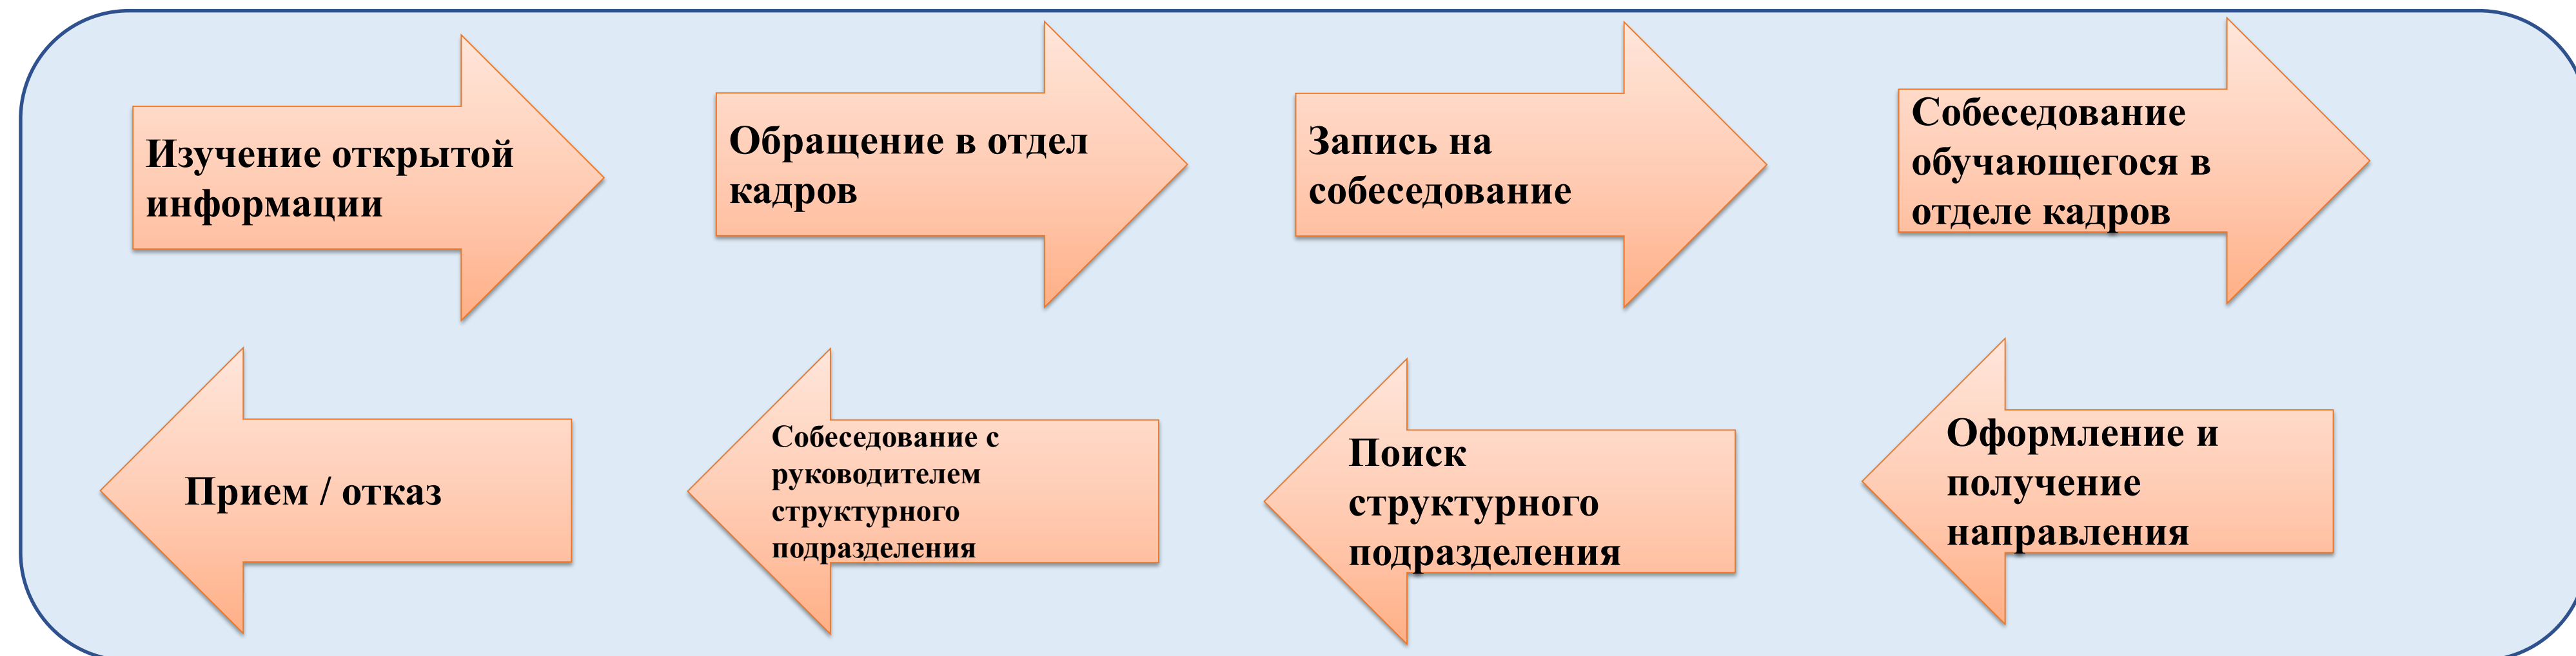 Изучение открытой
информации
Обращение в отдел
кадров
Запись на
собеседование
Собеседование
обучающегося в
отделе кадров
Оформление и
получение
направления
Поиск
структурного
подразделения
Собеседование с
руководителем
структурного
подразделения
Прием / отказ